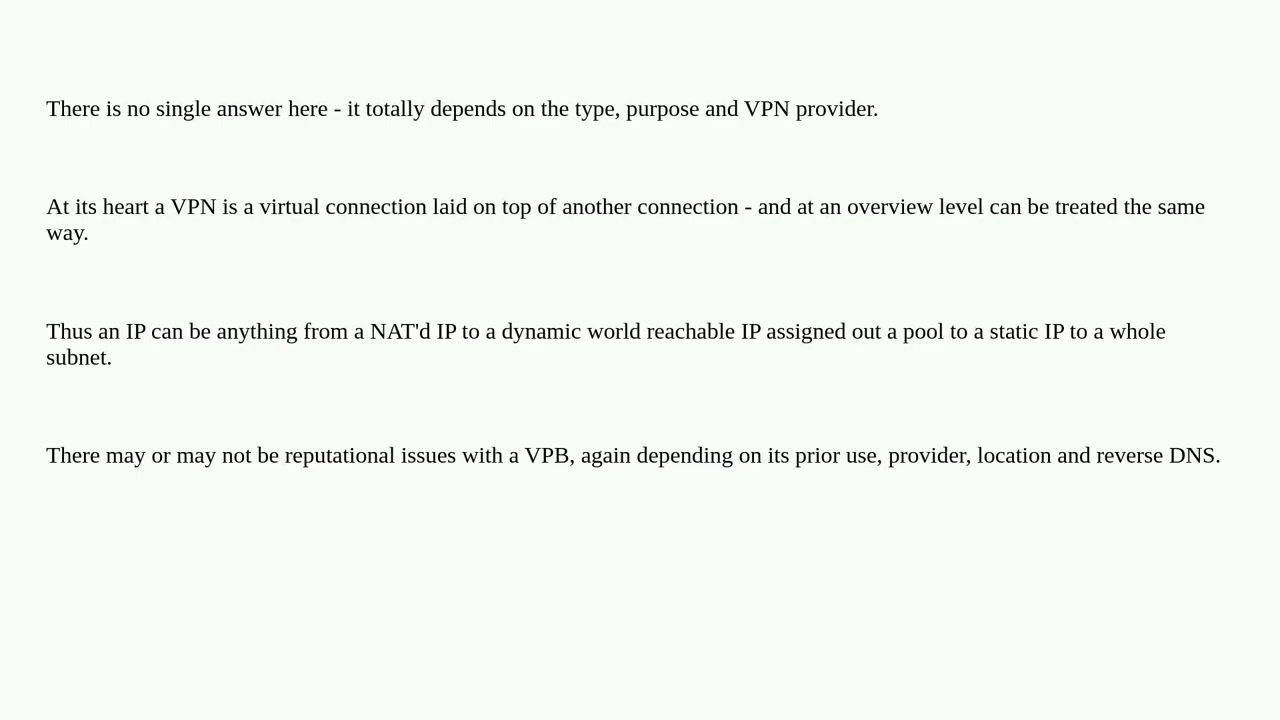 There is no single answer here - it totally depends on the type, purpose and VPN provider.
At its heart a VPN is a virtual connection laid on top of another connection - and at an overview level can be treated the same
way.
Thus an IP can be anything from a NAT'd IP to a dynamic world reachable IP assigned out a pool to a static IP to a whole
subnet.
There may or may not be reputational issues with a VPB, again depending on its prior use, provider, location and reverse DNS.